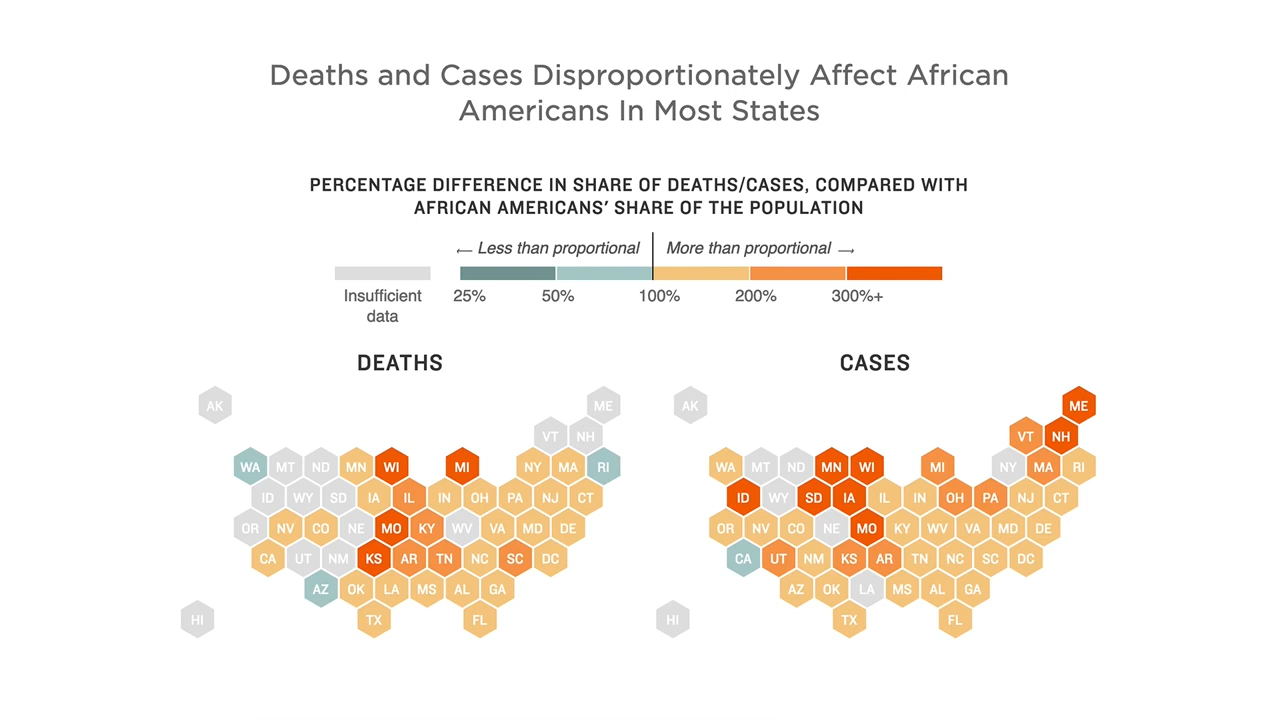 Deaths and Cases Disproportionately Affect African
Americans In Most States
PERCENTAGE DIFFERENCE IN SHARE OF DEATHS/CASES, COMPARED WITH
AFRICAN AMERICANS' SHARE OF THE POPULATION
← Less than proportional More than proportional →
Insufficient
data
25% 50% 100% 200% 300%+
DEATHS
AK ME
VT NH
WA MT ND MN WI MI NY MA RI
ID WY SD IA IL IN OH PA NJ CT
OR NV CO NE MO KY WV VA MD DE
CA UT NM KS AR TN NC SC DC
AZ OK LA MS AL GA
HI TX FL
CASES
AK ME
VT NH
WA MT ND MN WI MI NY MA RI
ID WY SD IA IL IN OH PA NJ CT
OR NV CO NE MO KY WV VA MD DE
CA UT NM KS AR TN NC SC DC
AZ OK LA MS AL GA
HI TX FL